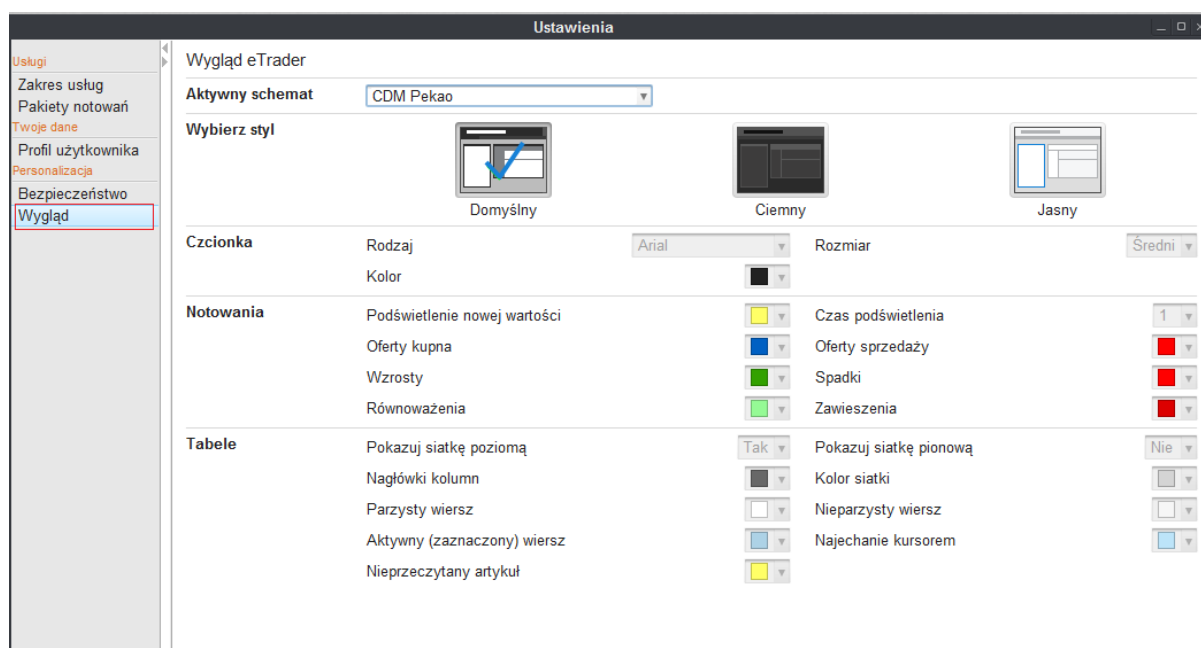 Ustawienia
Usługi
Zakres usług
Pakiety notowań
Twoje dane
Profil użytkownika
Personalizacja
Bezpieczeństwo
Wygląd
Wygląd eTrader
Aktywny schemat CDM Pekao
Wybierz styl
Domyślny Ciemny Jasny
Czcionka Rodzaj Arial Rozmiar Średni
Kolor
Notowania Podświetlenie nowej wartości Czas podświetlenia 1
Oferty kupna Oferty sprzedaży
Wzrosty Spadki
Równoważenia Zawieszenia
Tabele Pokazuj siatkę poziomą Tak Pokazuj siatkę pionową Nie
Nagłówki kolumn Kolor siatki
Parzysty wiersz Nieparzysty wiersz
Aktywny (zaznaczony) wiersz Najechanie kursorem
Nieprzeczytany artykuł